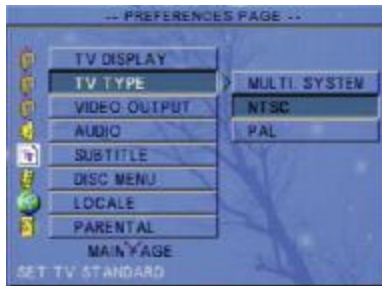 -- PREFERENCES PAGE --
TV DISPLAY
TV TYPE
MULTI. SYSTEM
VIDEO OUTPUT
NTSC
AUDIO
PAL
SUBTITLE
DISC MENU
LOCALE
PARENTAL
MAIN PAGE
SET TV STANDARD